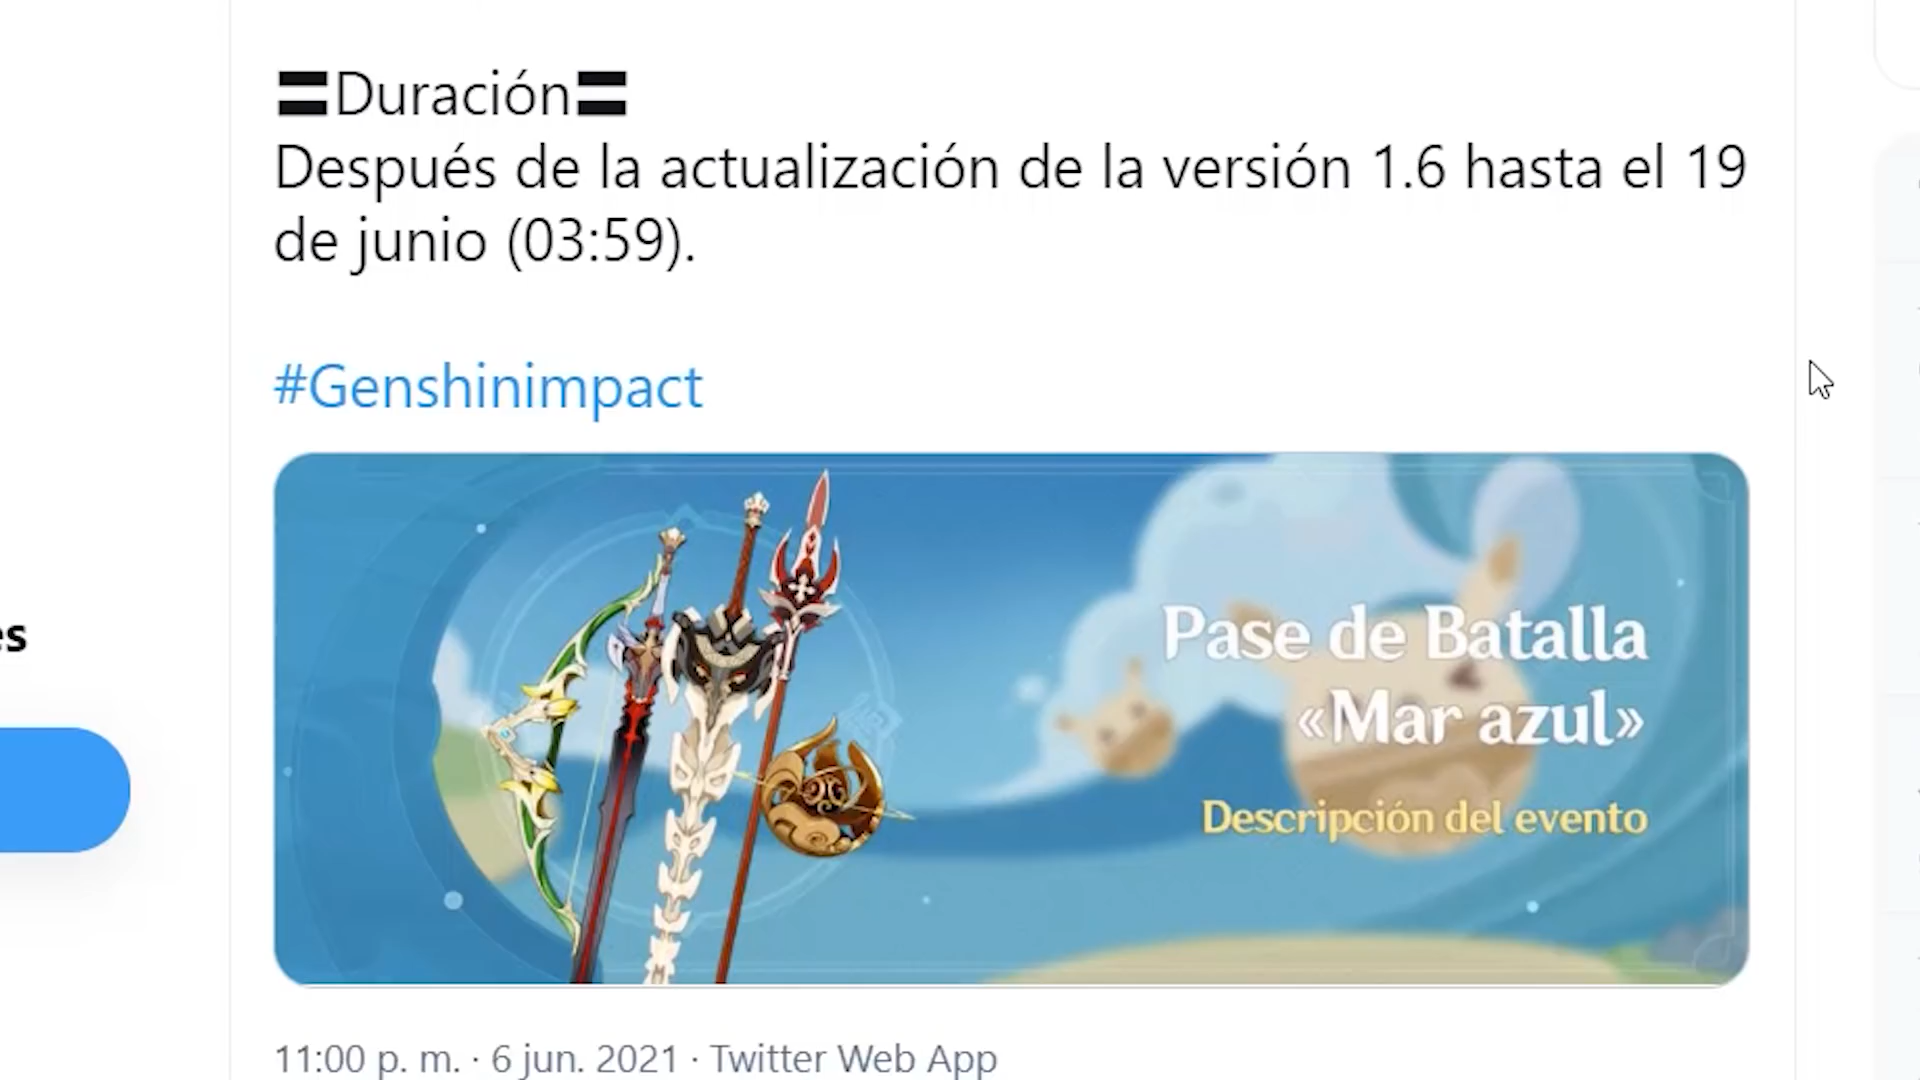 〓Duración〓
Después de la actualización de la versión 1.6 hasta el 19
de junio (03:59).
#Genshinimpact
es
Pase de Batalla
«Mar azul»
Descripción del evento
11:00 p. m. · 6 jun. 2021 · Twitter Web App